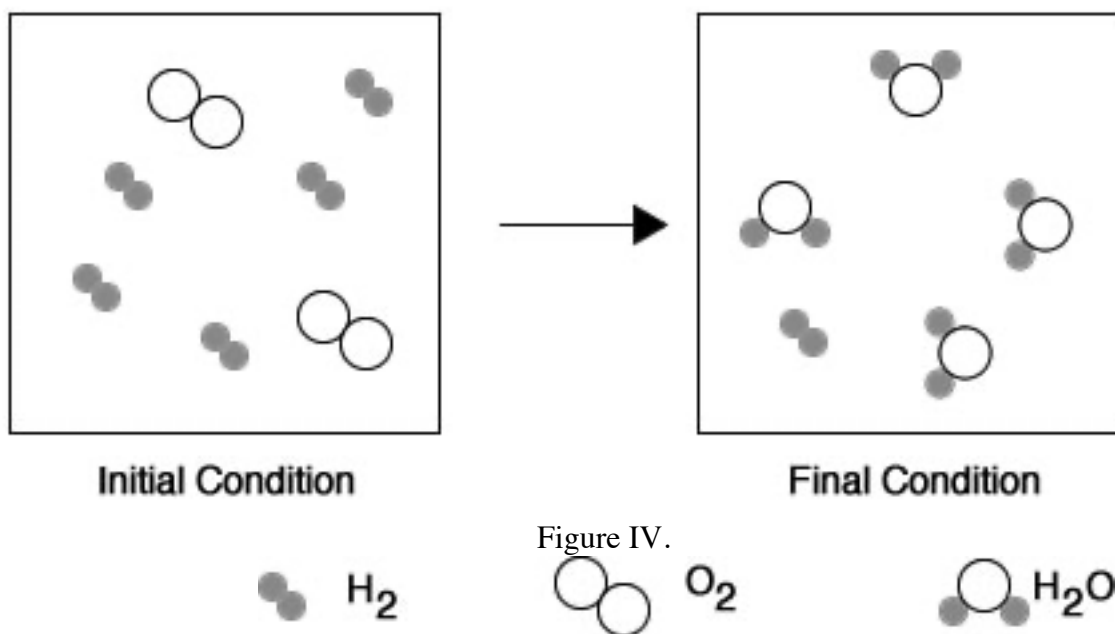 Initial Condition
Final Condition
Figure IV.
H2
O2
H2O